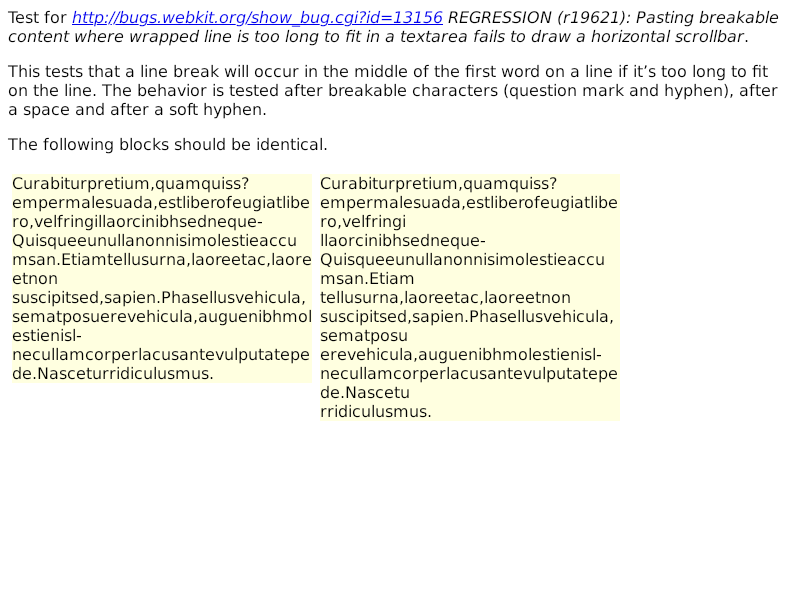 Test for http://bugs.webkit.org/show_bug.cgi?id=13156 REGRESSION (r19621): Pasting breakable
content where wrapped line is too long to fit in a textarea fails to draw a horizontal scrollbar.
This tests that a line break will occur in the middle of the first word on a line if it’s too long to fit
on the line. The behavior is tested after breakable characters (question mark and hyphen), after
a space and after a soft hyphen.
The following blocks should be identical.
Curabiturpretium,quamquiss?
empermalesuada,estliberofeugiatlibe
ro,velfringillaorcinibhsedneque-
Quisqueeunullanonnisimolestieaccu
msan.Etiamtellusurna,laoreetac,laore
etnon
suscipitsed,sapien.Phasellusvehicula,
sematposuerevehicula,auguenibhmol
estienisl-
necullamcorperlacusantevulputatepe
de.Nasceturridiculusmus.
Curabiturpretium,quamquiss?
empermalesuada,estliberofeugiatlibe
ro,velfringi
llaorcinibhsedneque-
Quisqueeunullanonnisimolestieaccu
msan.Etiam
tellusurna,laoreetac,laoreetnon
suscipitsed,sapien.Phasellusvehicula,
sematposu
erevehicula,auguenibhmolestienisl-
necullamcorperlacusantevulputatepe
de.Nascetu
rridiculusmus.